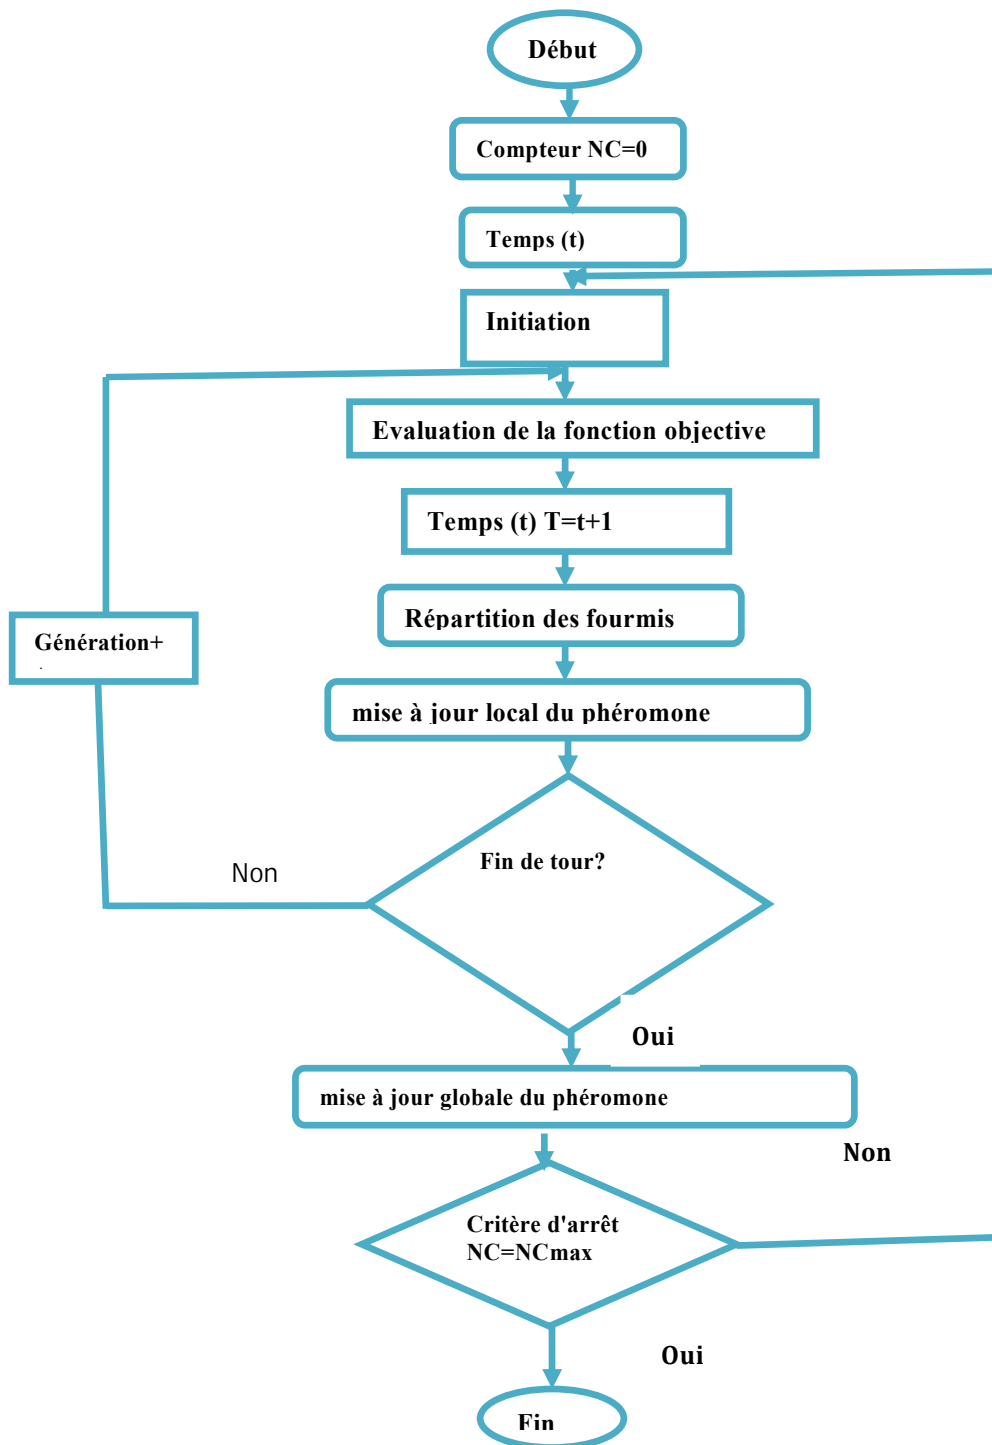 Début
Compteur NC=0
Temps (t)
Initiation
Evaluation de la fonction objective
Temps (t) T=t+1
Répartition des fourmis
Génération+
mise à jour local du phéromone
Fin de tour?
Non
Oui
mise à jour globale du phéromone
Non
Critère d'arrêt
NC=NCmax
Oui
Fin